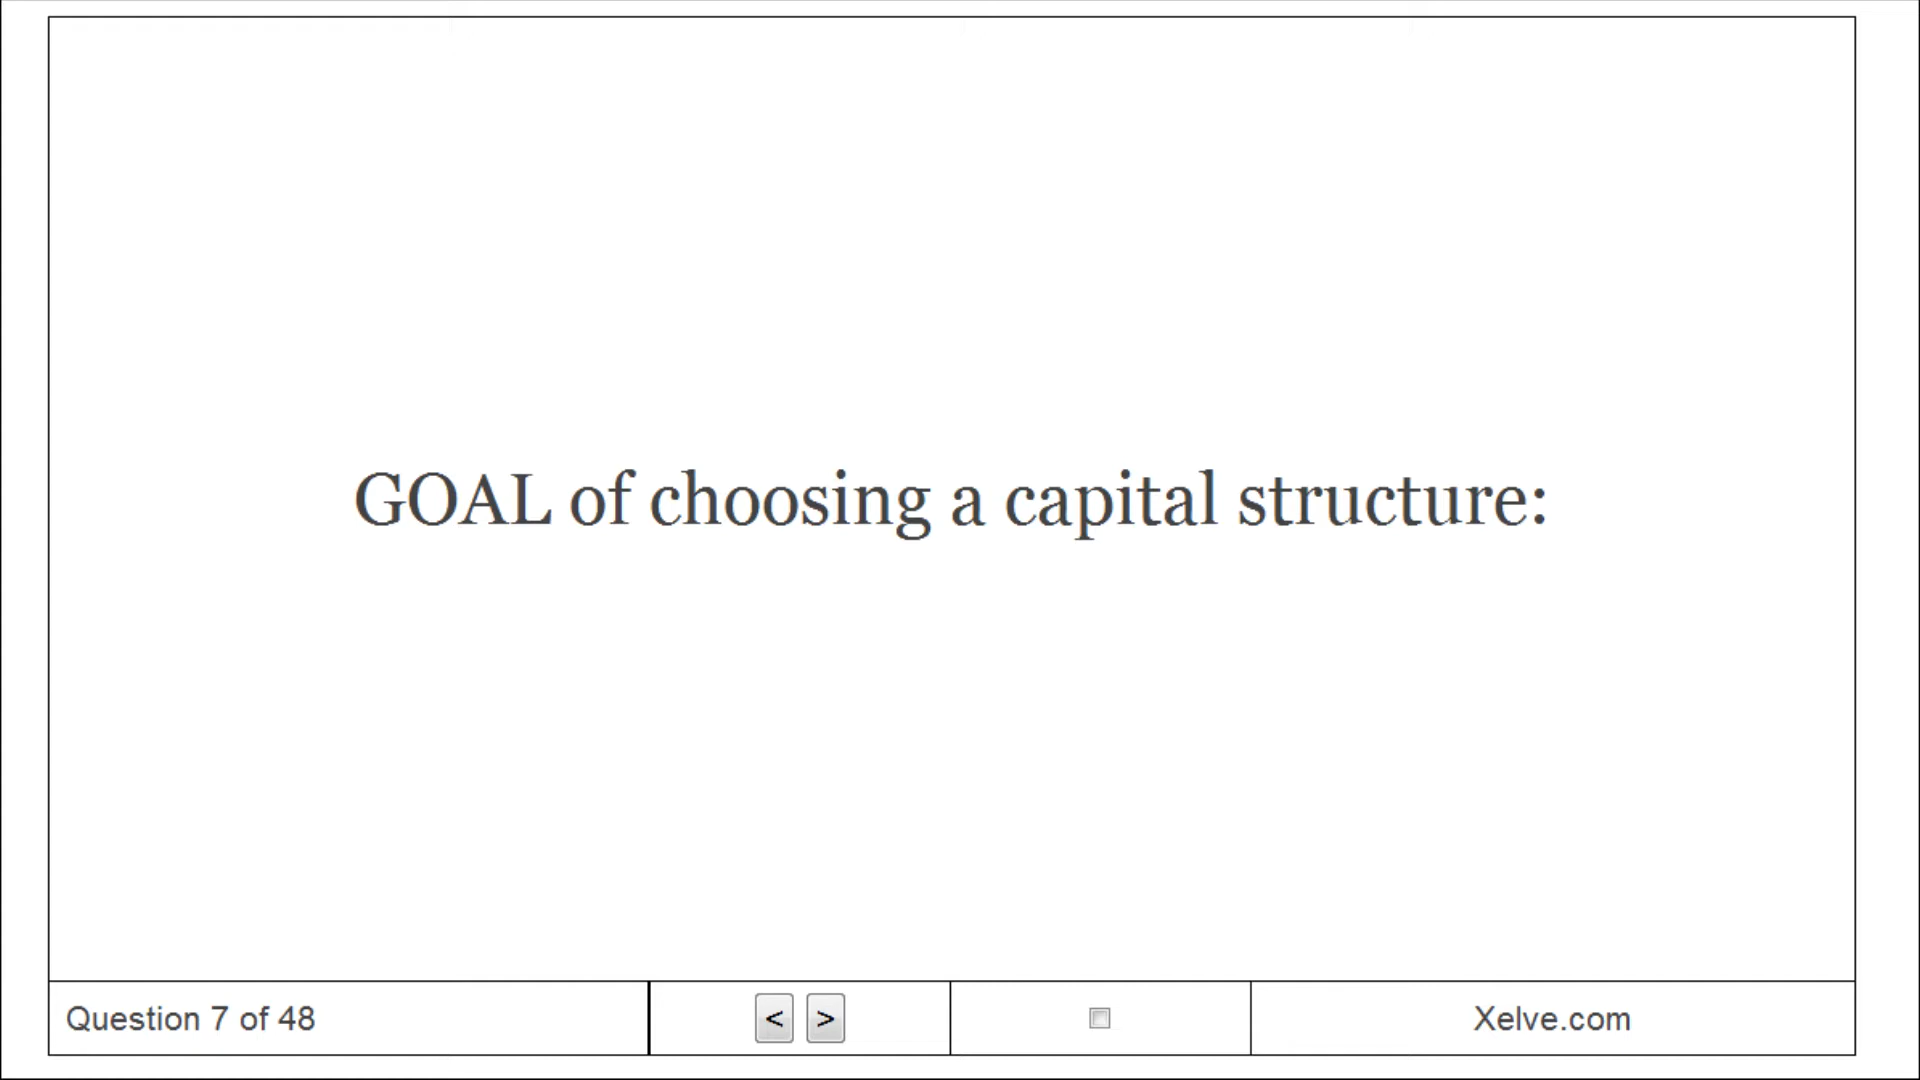 GOAL of choosing a capital structure:
Question 7 of 48
< >
Xelve.com